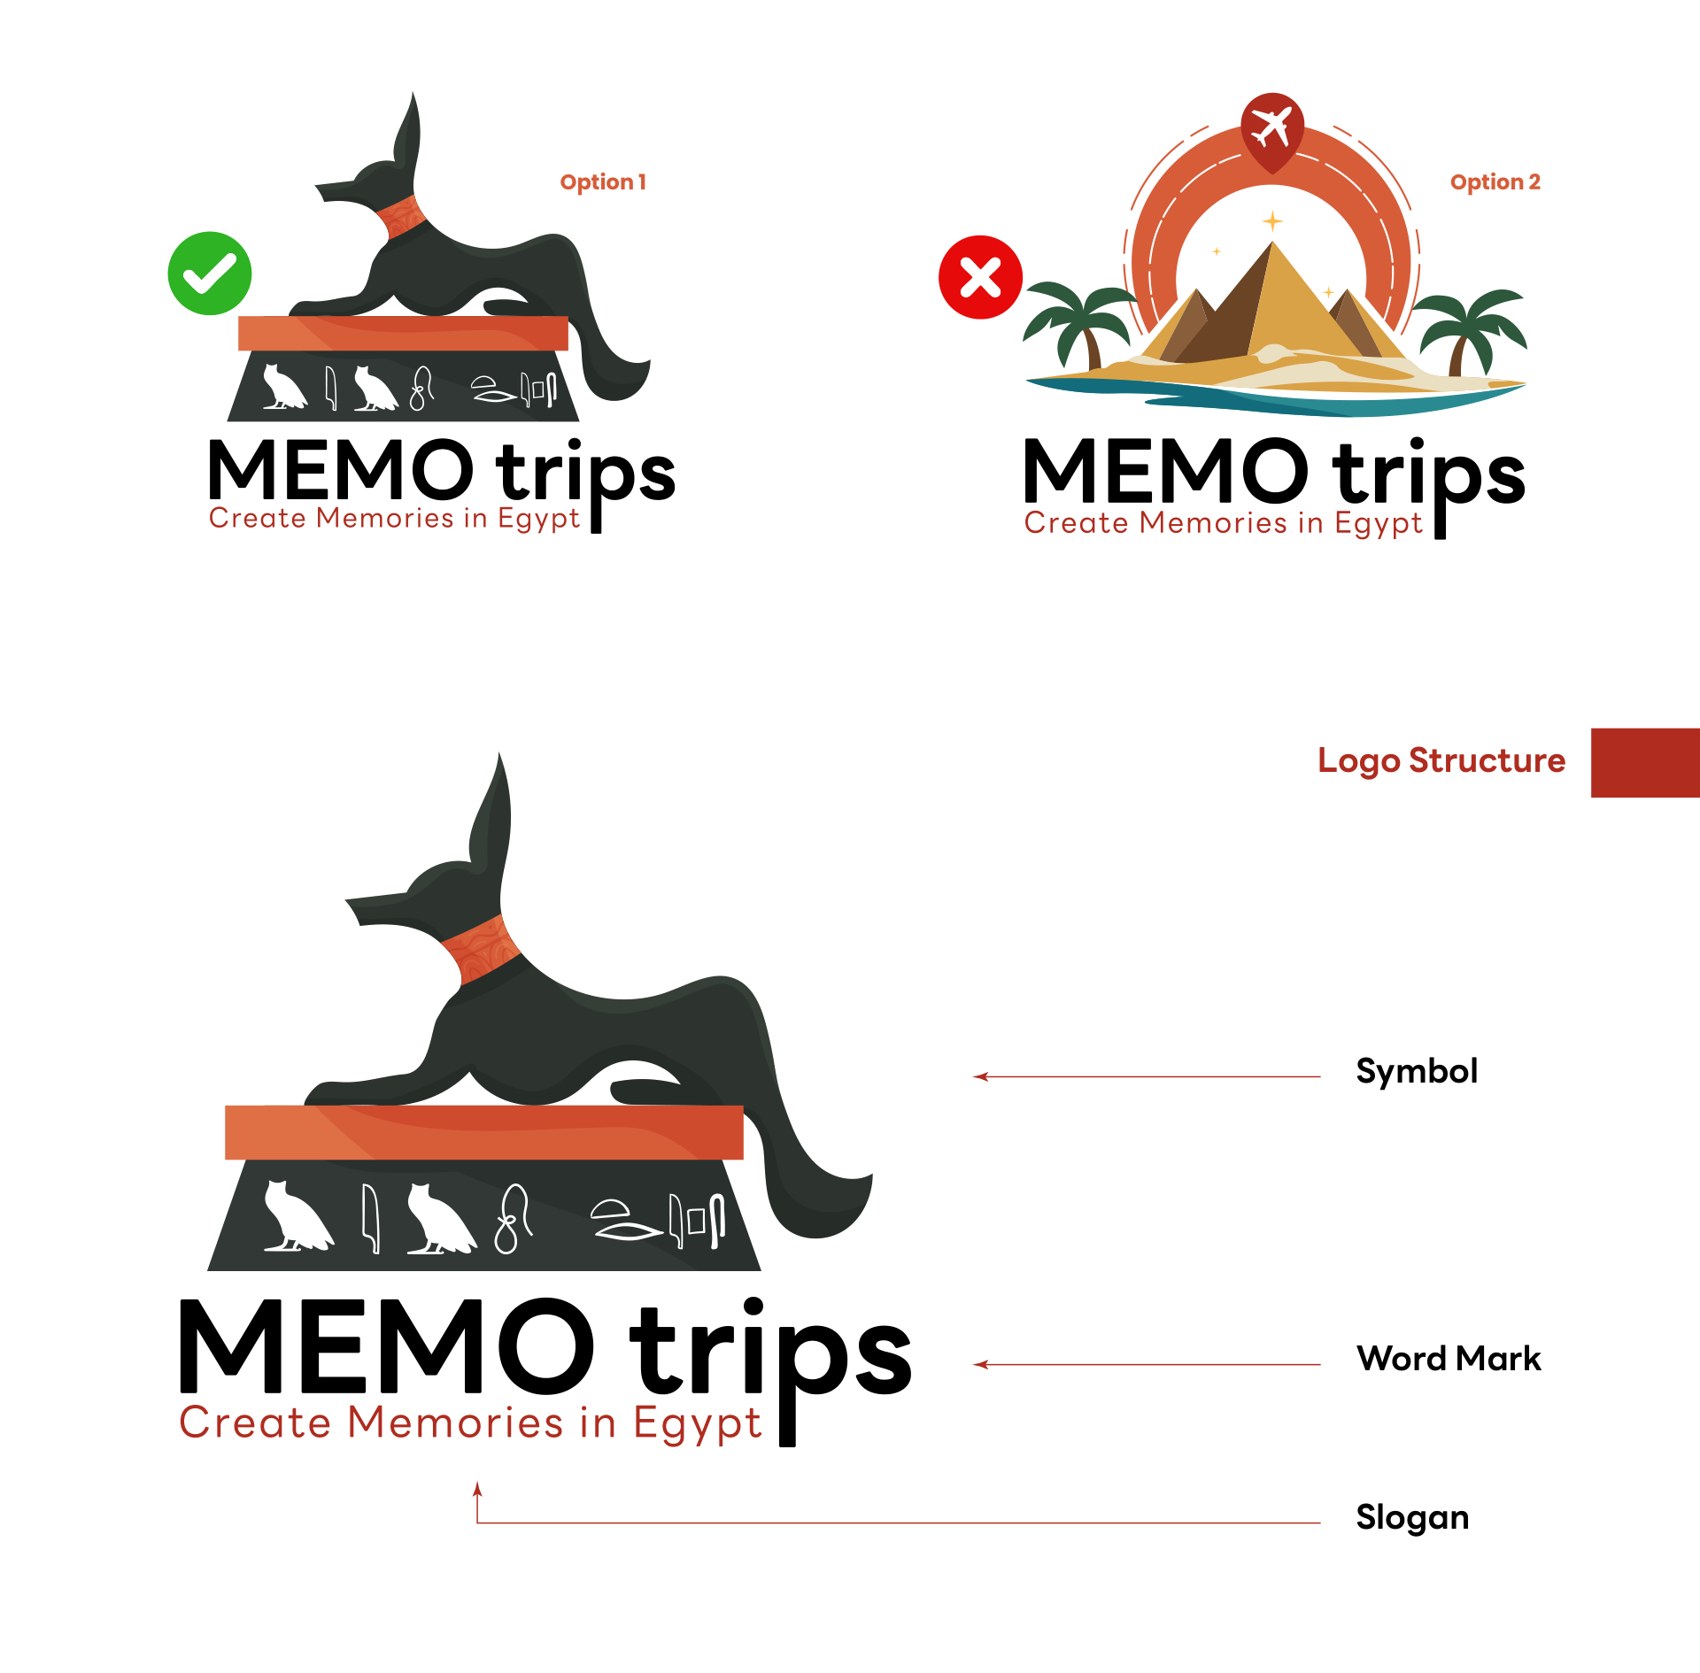 Option 1
MEMO trips
Create Memories in Egypt
Option 2
MEMO trips
Create Memories in Egypt
Logo Structure
Symbol
MEMO trips
Word Mark
Create Memories in Egypt
Slogan